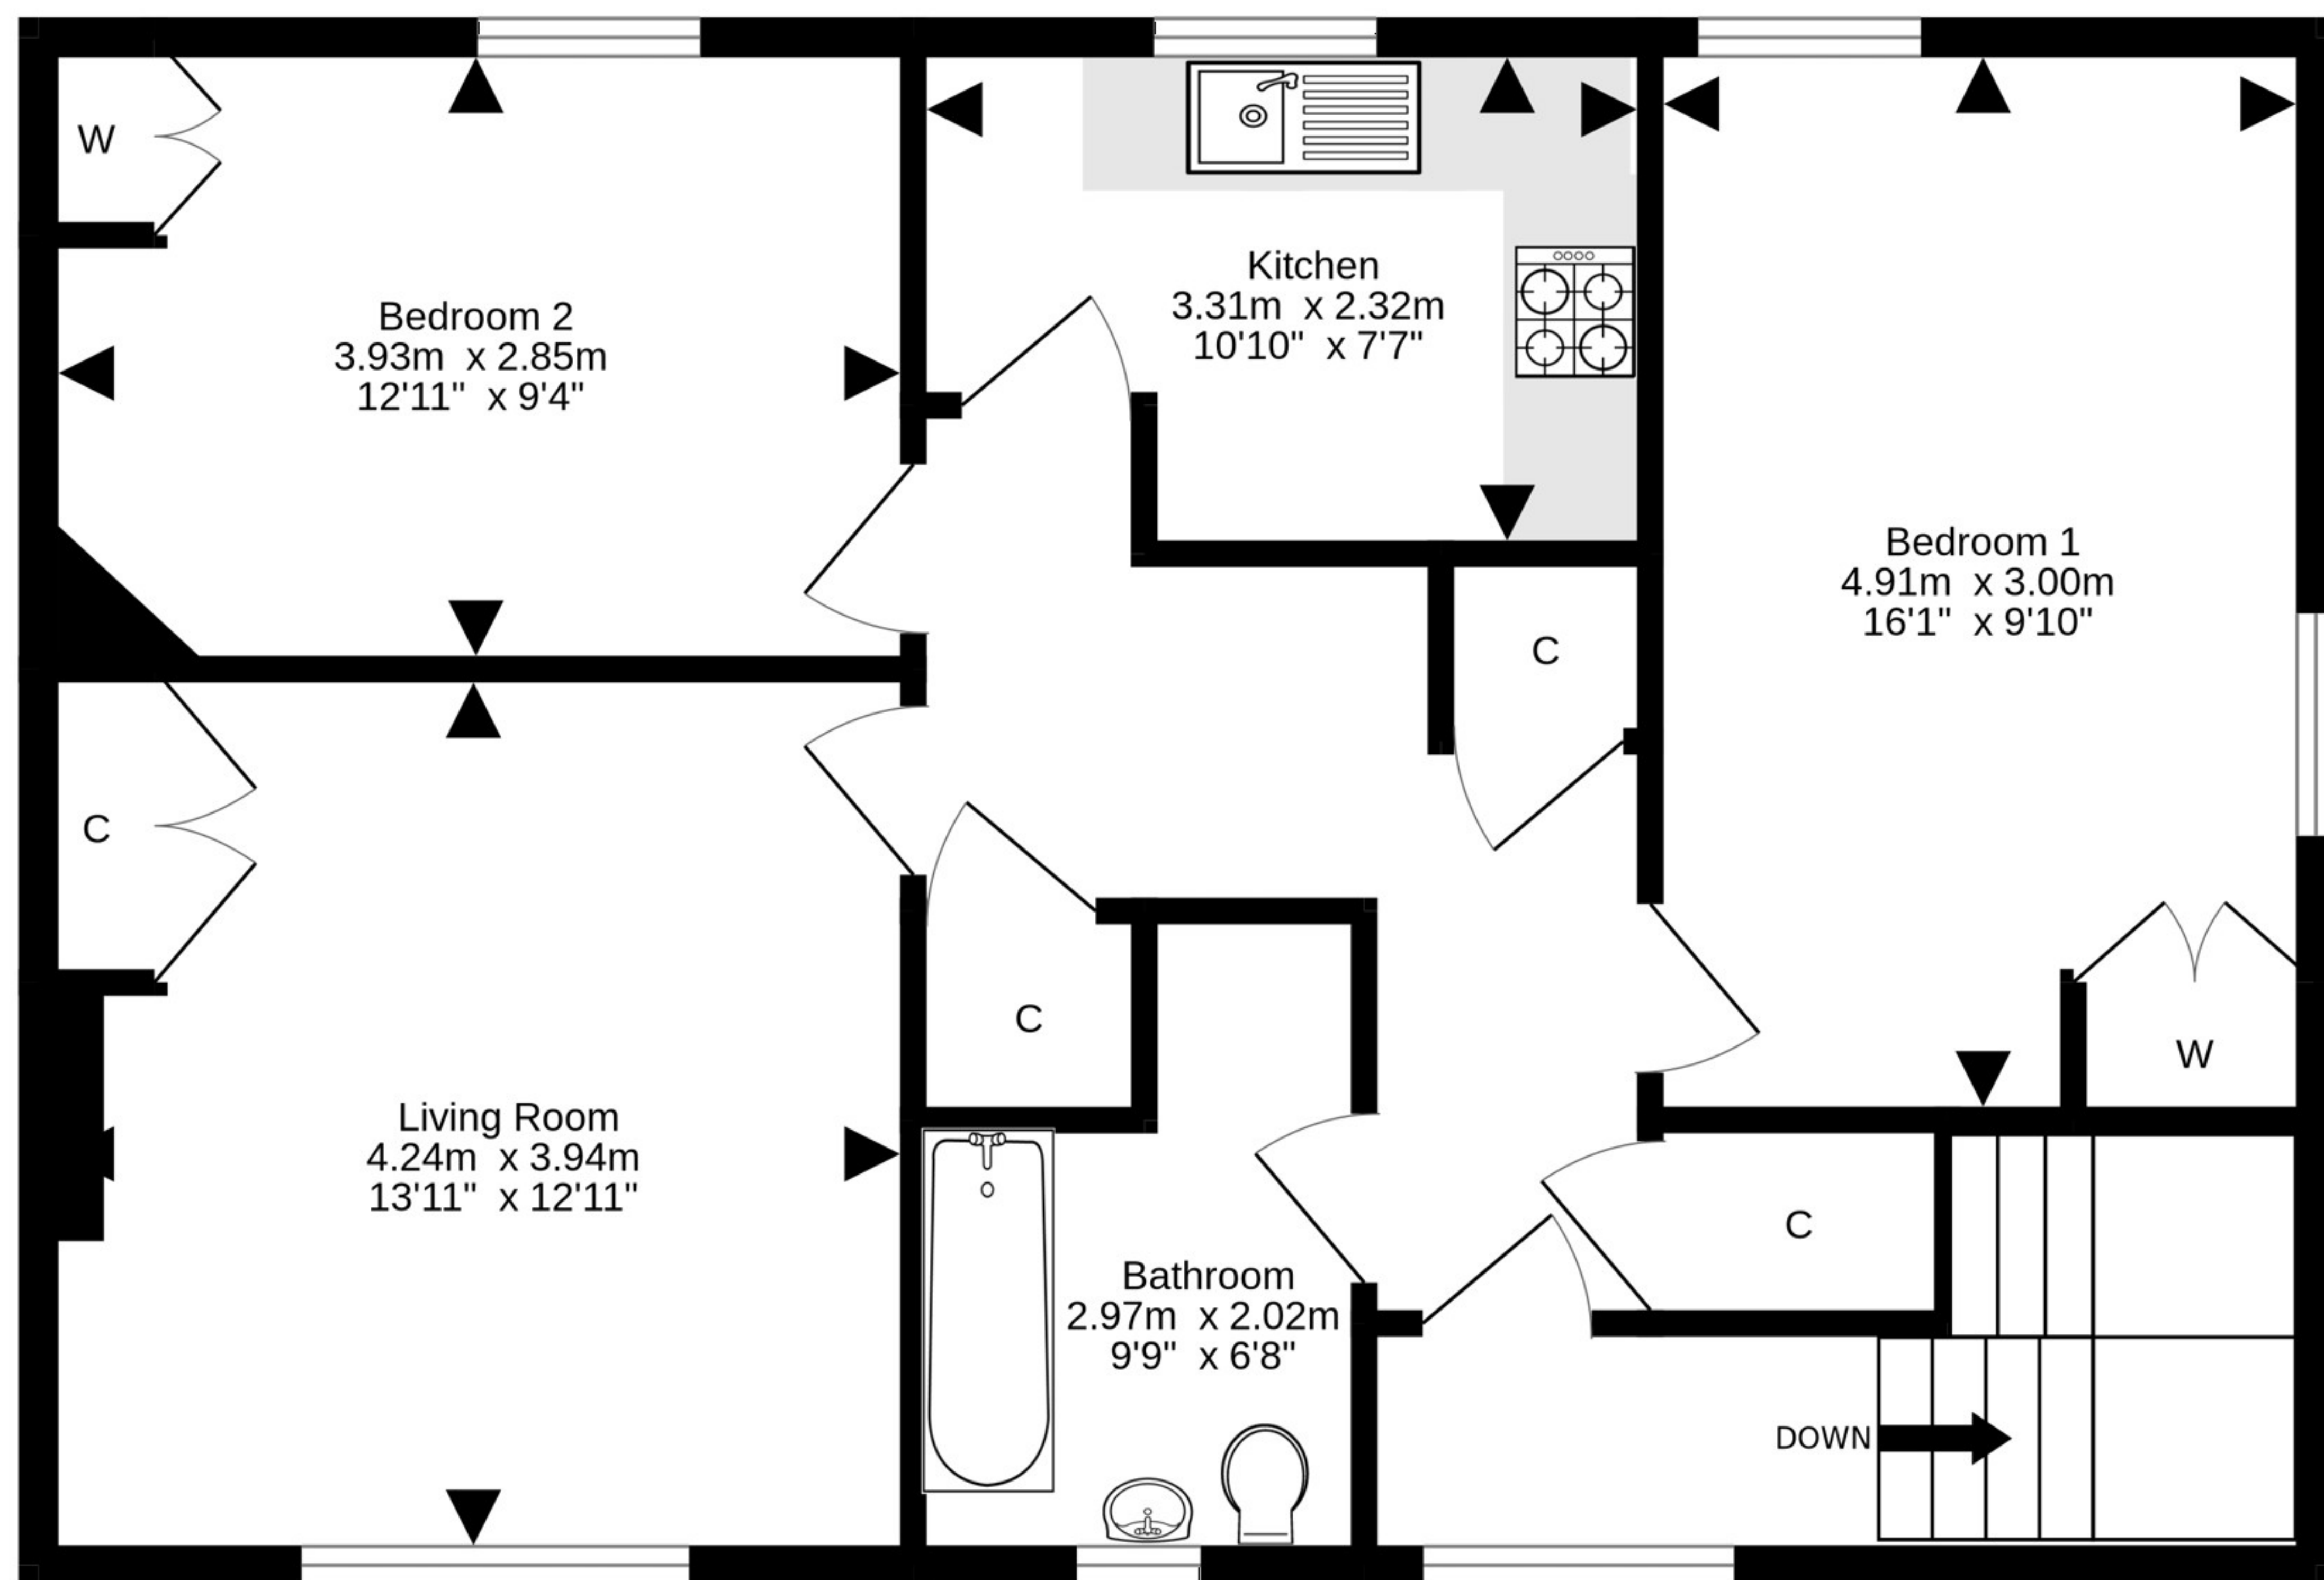 W
Bedroom 2
3.93m x 2.85m
12'11" x 9'4"
Kitchen
3.31m x 2.32m
10'10" x 7'7"
Bedroom 1
4.91m x 3.00m
16'1" x 9'10"
C
C
C
W
Living Room
4.24m x 3.94m
13'11" x 12'11"
Bathroom
2.97m x 2.02m
9'9" x 6'8"
C
DOWN